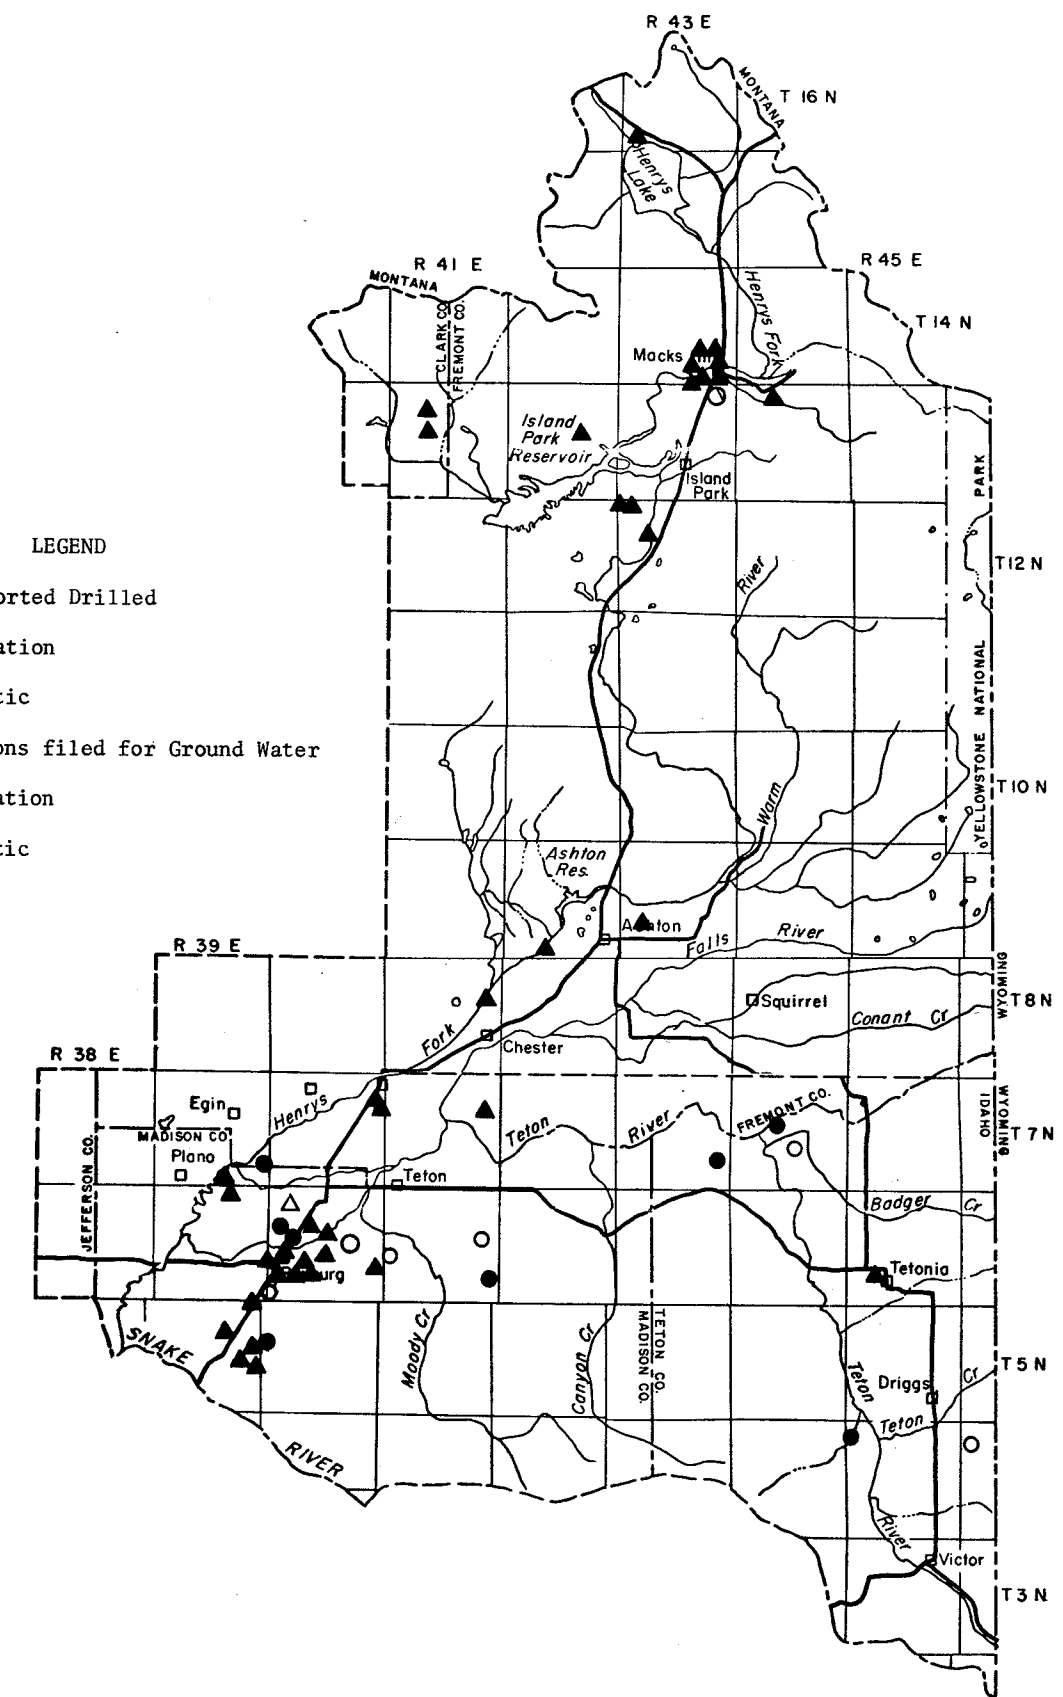 R 43 E
MONTANA
T 16 N
Henrys
Lake
R 45 E
R 41 E
MONTANA
Henrys Fork
T 14 N
CLARK CO.
FREMONT CO.
Macks
Island
Park
Reservoir
Island
Park
YELLOWSTONE NATIONAL PARK
LEGEND
orted Drilled
ation
tic
ons filed for Ground Water
ation
tic
T12 N
River
T 10 N
Warm
Ashton
Res.
Ashton
Falls
River
R 39 E
WYOMING
T 8 N
Squirrel
Conant Cr
Fork
Chester
R 38 E
Egin
Henrys
MADISON CO.
Plano
JEFFERSON CO.
Teton
River
FREMONT CO.
WYOMING
IDAHO
T 7 N
Teton
Badger Cr
Tetonia
SNAKE
Moody Cr
Canyon Cr
TETON CO.
MADISON CO.
T 5 N
Teton
Driggs
Cr
Teton
RIVER
River
Victor
T 3 N